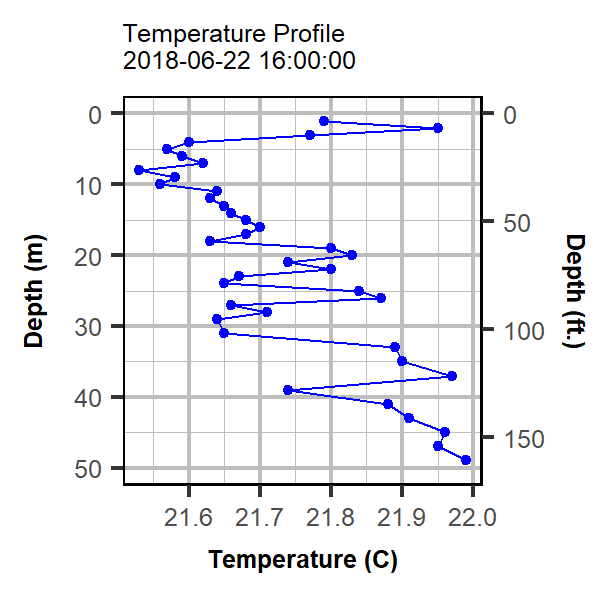 Temperature Profile
2018-06-22 16:00:00
0
10
20
30
40
50
Depth (m)
0
50
100
150
Depth (ft.)
21.6 21.7 21.8 21.9 22.0
Temperature (C)